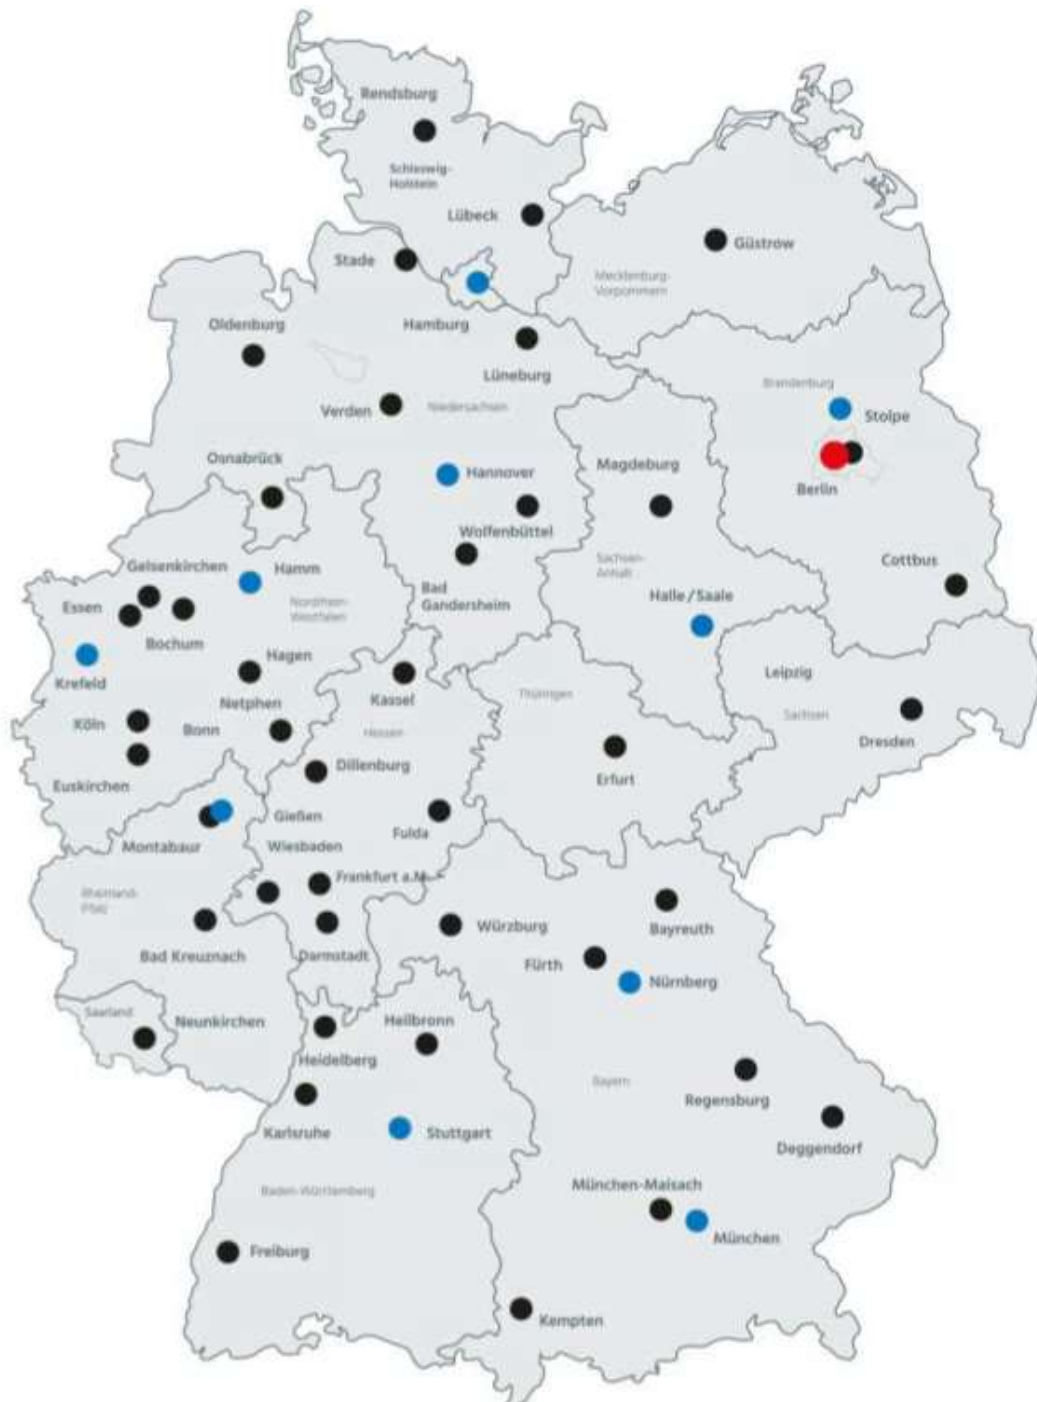 Rendsburg
Schleswig-
Holstein
Lübeck
Güstrow
Stade
Mecklenburg-
Vorpommern
Oldenburg
Hamburg
Lüneburg
Brandenburg
Verden
Niedersachsen
Stolpe
Osnabrück
Hannover
Magdeburg
Berlin
Wolfenbüttel
Gelsenkirchen
Hamm
Sachsen-
Anhalt
Cottbus
Essen
Nordrhein-
Westfalen
Bad
Gandersheim
Halle/Saale
Bochum
Hagen
Krefeld
Netphen
Kassel
Thüringen
Leipzig
Köln
Bonn
Hessen
Sachsen
Dresden
Euskirchen
Dillenburg
Erfurt
Gießen
Fulda
Montabaur
Wiesbaden
Frankfurt a.M.
Rheinland-
Pfalz
Würzburg
Bayreuth
Bad Kreuznach
Darmstadt
Fürth
Nürnberg
Saarland
Neunkirchen
Heilbronn
Heidelberg
Bayern
Regensburg
Karlsruhe
Stuttgart
Deggendorf
München-Maisach
Baden-Württemberg
München
Freiburg
Kempten